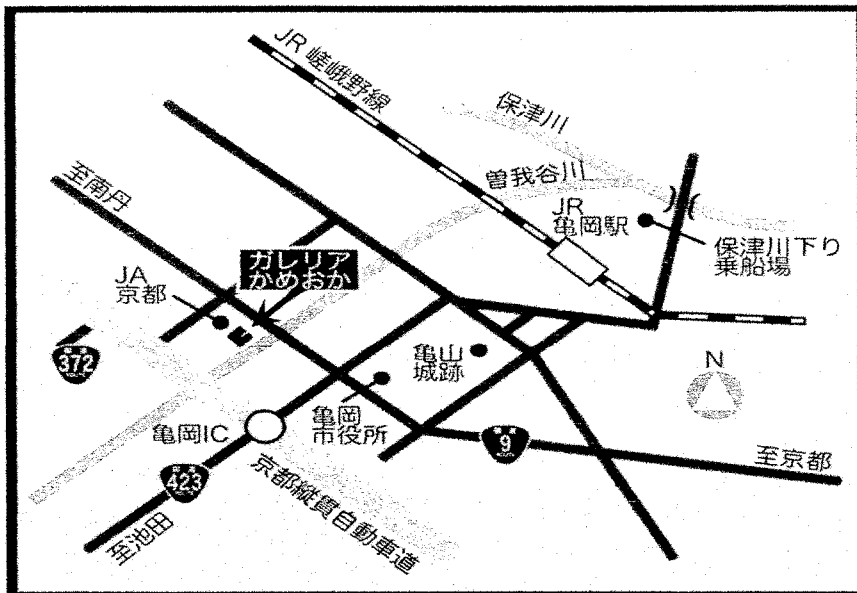 JR 嵯峨野線
保津川
曽我谷川
至南丹
JR
亀岡駅
保津川下り
乗船場
ガレリア
かめおか
JA
京都
372
亀山
城跡
N
亀岡IC
亀岡
市役所
9
至京都
423
至池田
京都縦貫自動車道